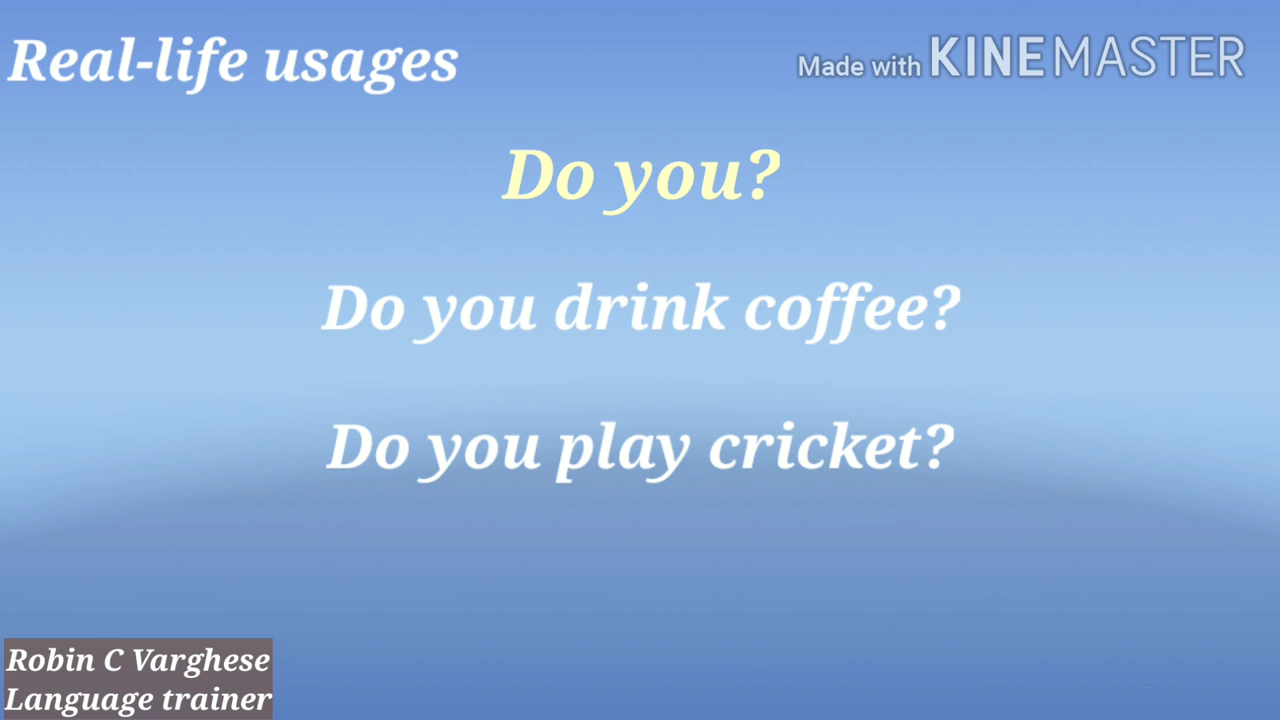 Real-life usages
Made with KINEMASTER
Do you?
Do you drink coffee?
Do you play cricket?
Robin C Varghese
Language trainer